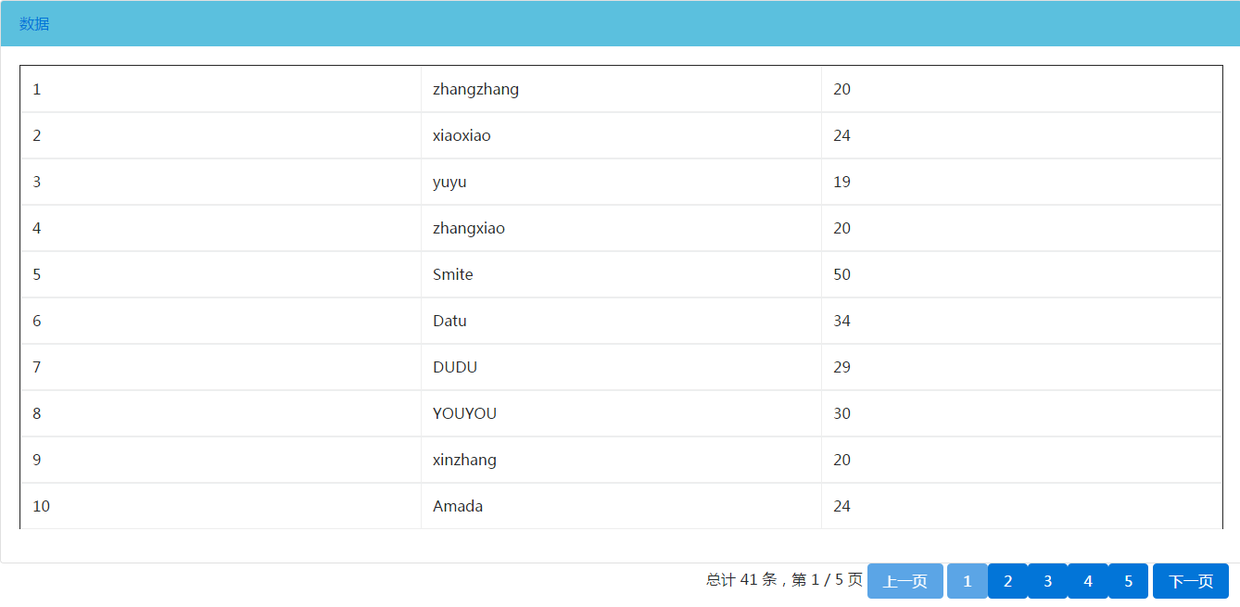 数据
1 zhangzhang 20
2 xiaoxiao 24
3 yuyu 19
4 zhangxiao 20
5 Smite 50
6 Datu 34
7 DUDU 29
8 YOUYOU 30
9 xinzhang 20
10 Amada 24
总计 41 条，第 1 / 5 页 上一页 1 2 3 4 5 下一页